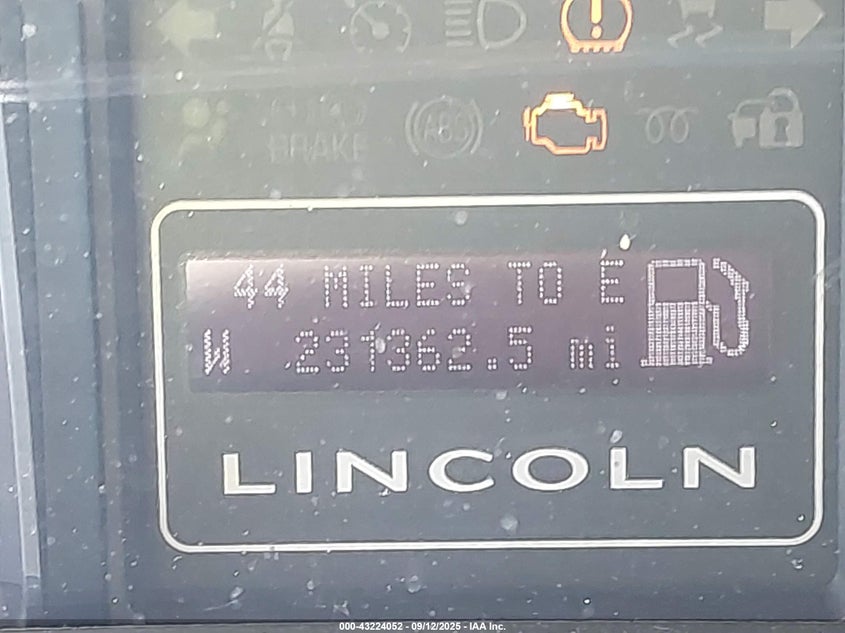 BRAKE
ABS
44 MILES TO E
W 231362.5 mi
LINCOLN
000-43224052 - 09/12/2025 - IAA Inc.